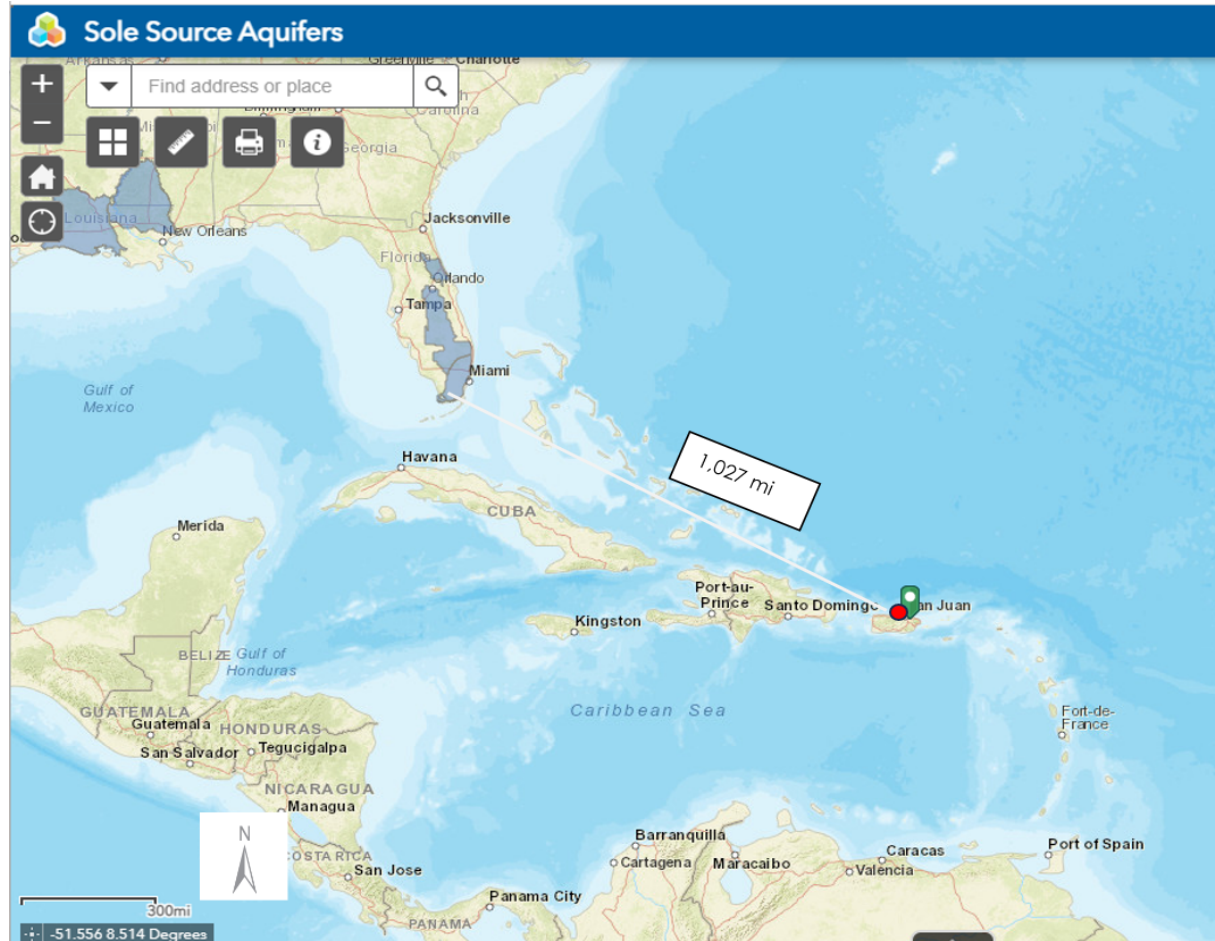 Sole Source Aquifers
Find address or place
Charlotte
Carolina
Georgia
Louisiana
New Orleans
Jacksonville
Florida
Orlando
Tampa
Miami
Gulf of
Mexico
1,027 mi
Havana
CUBA
Merida
Port-au-
Prince
Santo Domingo
an Juan
Kingston
BELIZE
Gulf of
Honduras
GUATEMALA
Guatemala
HONDURAS
San Salvador
Tegucigalpa
Caribbean Sea
Fort-de-
France
NICARAGUA
Managua
N
COSTA RICA
San Jose
Barranquilla
Cartagena
Maracaibo
Caracas
Valencia
Port of Spain
Panama City
PANAMA
300mi
-51.556 8.514 Degrees